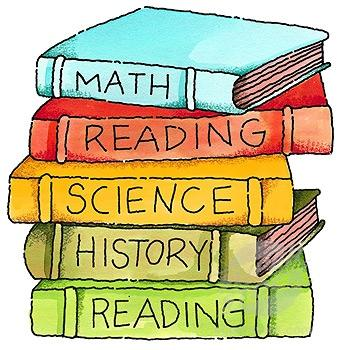 MATH
READING
SCIENCE
HISTORY
READING